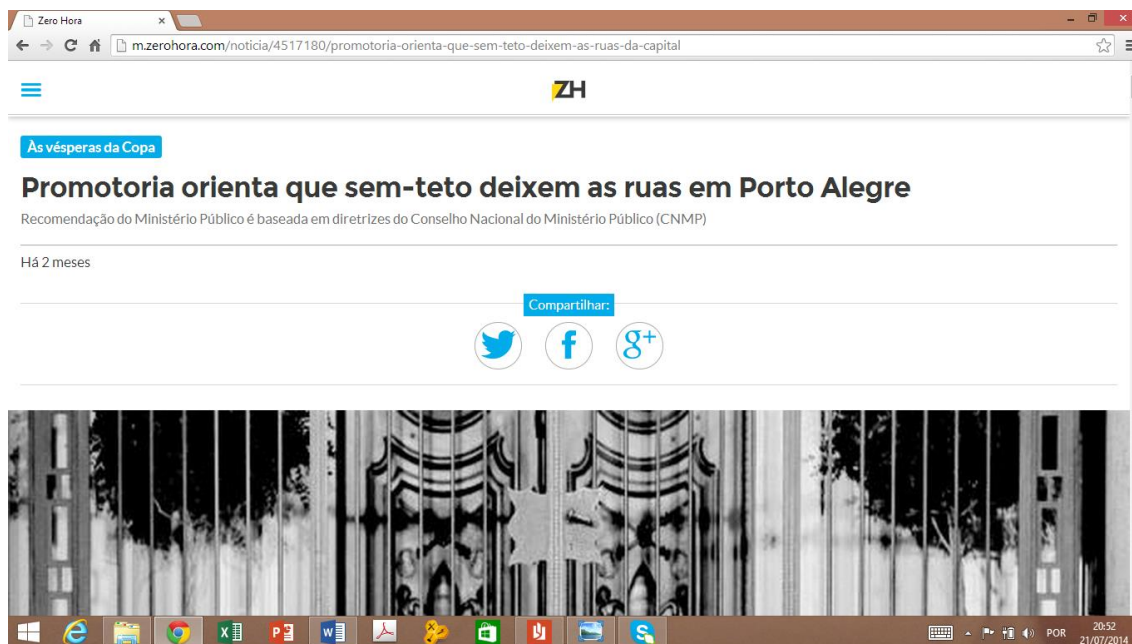 Zero Hora
m.zerohora.com/noticia/4517180/promotoria-orienta-que-sem-teto-deixem-as-ruas-da-capital
ZH
Às vésperas da Copa
Promotoria orienta que sem-teto deixem as ruas em Porto Alegre
Recomendação do Ministério Público é baseada em diretrizes do Conselho Nacional do Ministério Público (CNMP)
Há 2 meses
Compartilhar:
g+
POR
20:52
21/07/2014